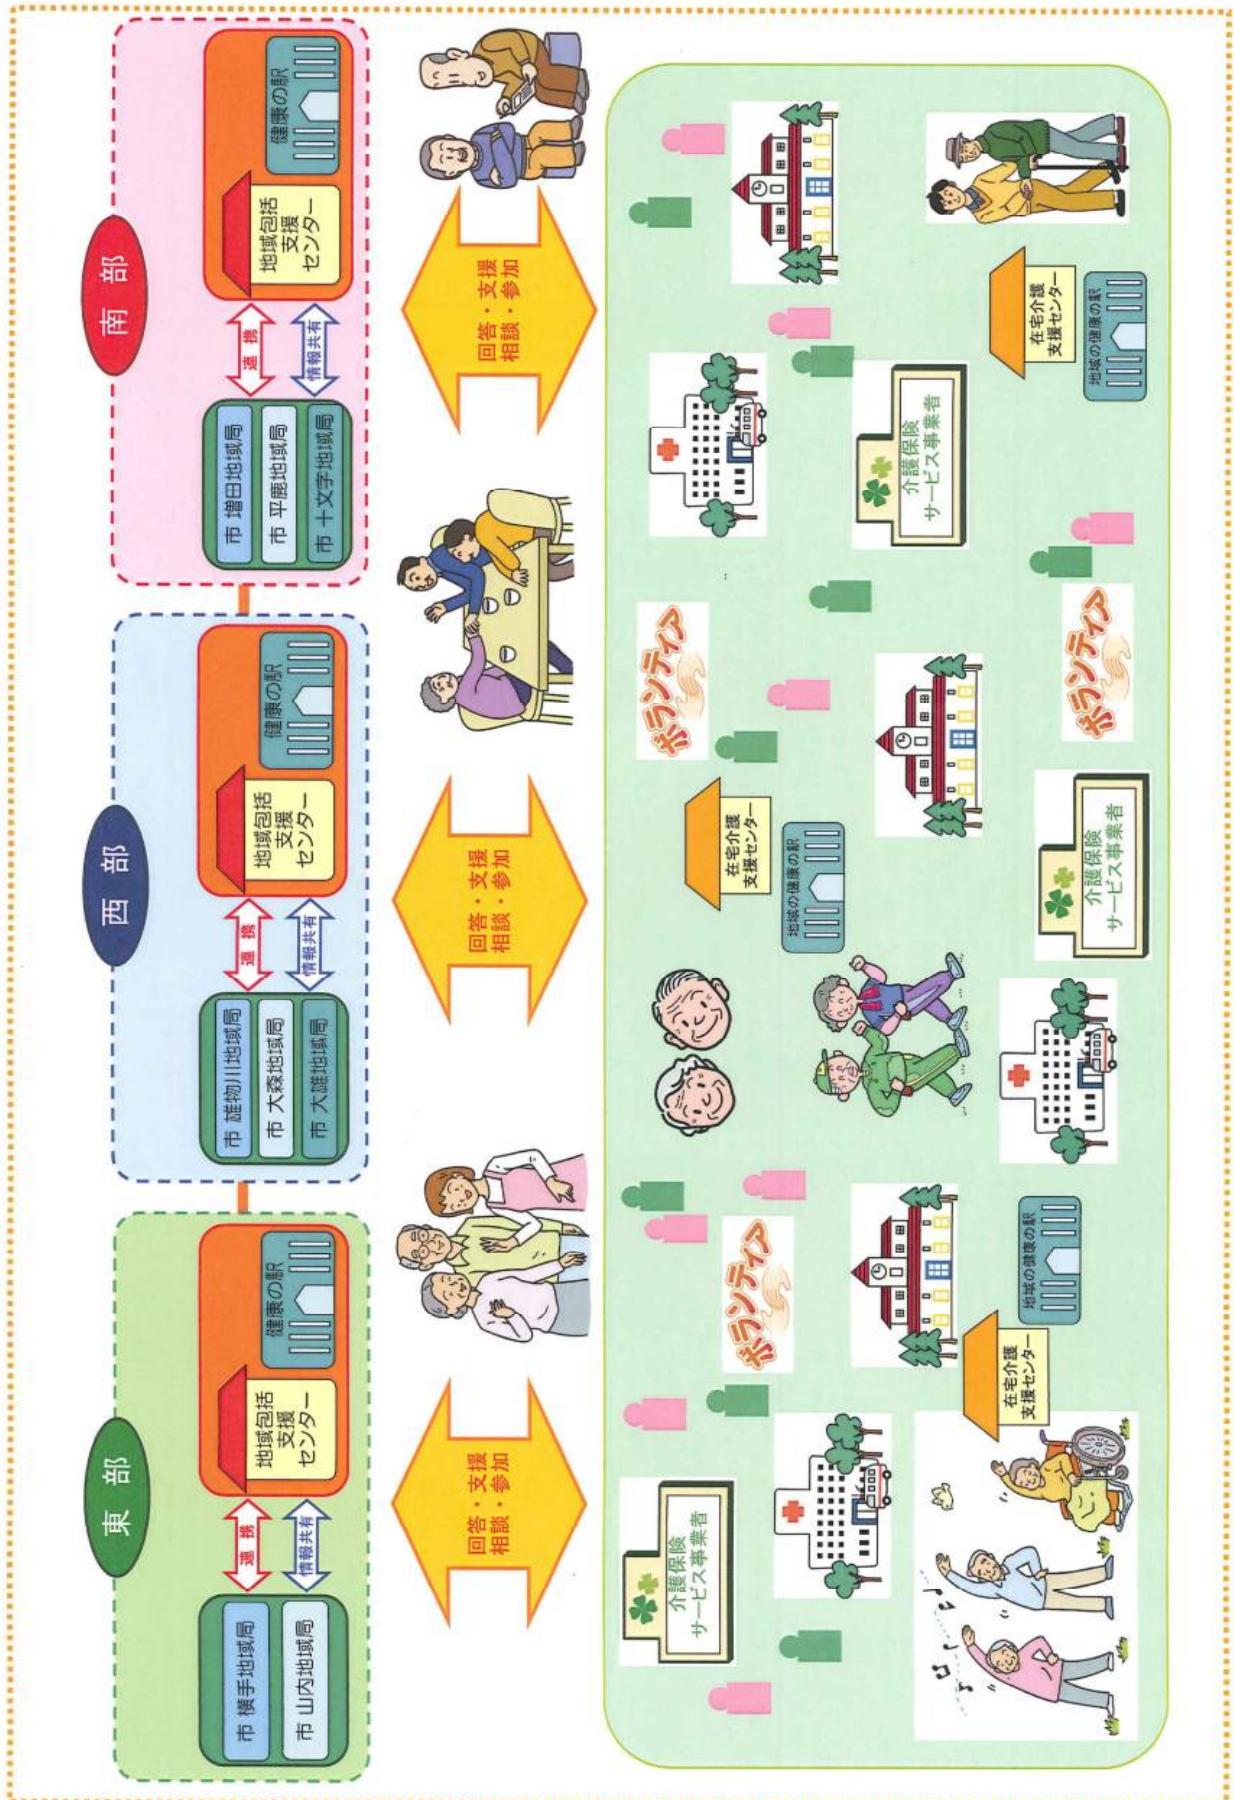 東 部
市 横手地域局
市 山内地域局
連 携
情報共有
地域包括
支援
センター
健康の駅
西 部
市 雄物川地域局
市 大森地域局
市 大雄地域局
連 携
情報共有
地域包括
支援
センター
健康の駅
南 部
市 増田地域局
市 平鹿地域局
市 十文字地域局
連 携
情報共有
地域包括
支援
センター
健康の駅
回答・支援
相談・参加
回答・支援
相談・参加
回答・支援
相談・参加
介護保険
サービス事業者
ボランティア
在宅介護
支援センター
地域の健康の駅
在宅介護
支援センター
地域の健康の駅
介護保険
サービス事業者
ボランティア
ボランティア
介護保険
サービス事業者
在宅介護
支援センター
地域の健康の駅